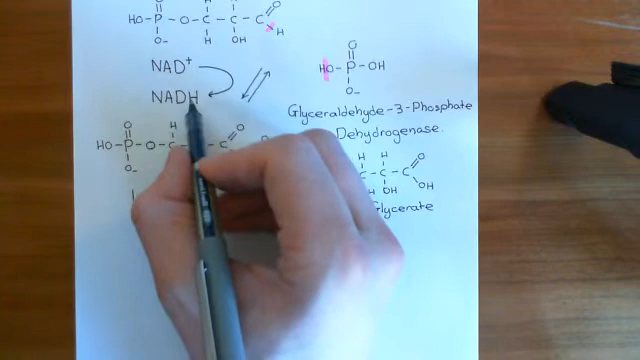 O H H O
HO-P-O-C-C-C
O- H OH H
NAD+
NADH
O
HO-P-OH
O-
Glyceraldehyde-3-Phosphate
Dehydrogenase.
O H
HO-P-O-C C O
O-
H H O
C-C-C
H OH OH
Glycerate